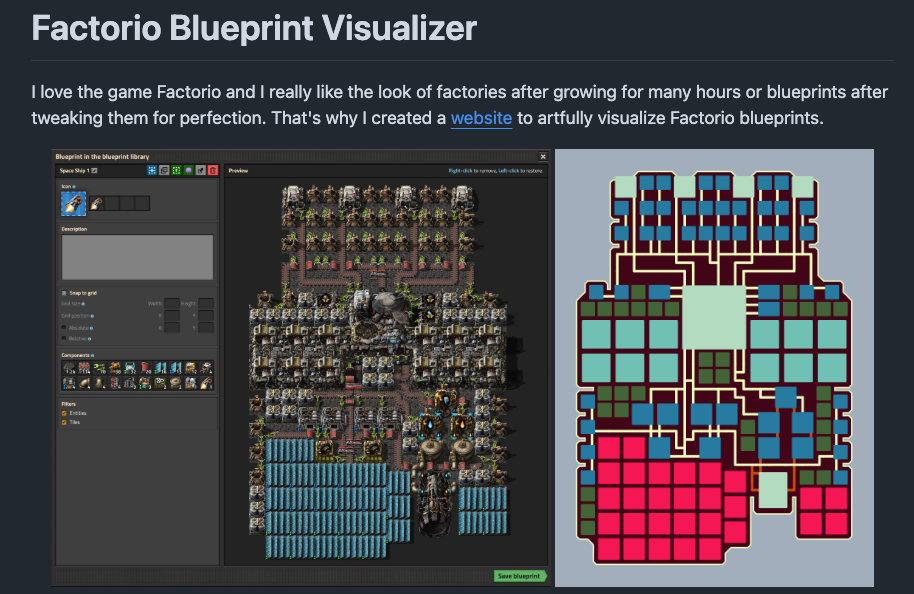 Factorio Blueprint Visualizer
I love the game Factorio and I really like the look of factories after growing for many hours or blueprints after
tweaking them for perfection. That's why I created a website to artfully visualize Factorio blueprints.
Blueprint in the blueprint library
Space Ship 1
Preview
Right-click to remove, Left-click to restore
Icon
Description
Snap to grid
Grid size
Width
Height
Grid position
X
Y
Absolute
Relative
Components
Filters
Entities
Tiles
Save blueprint